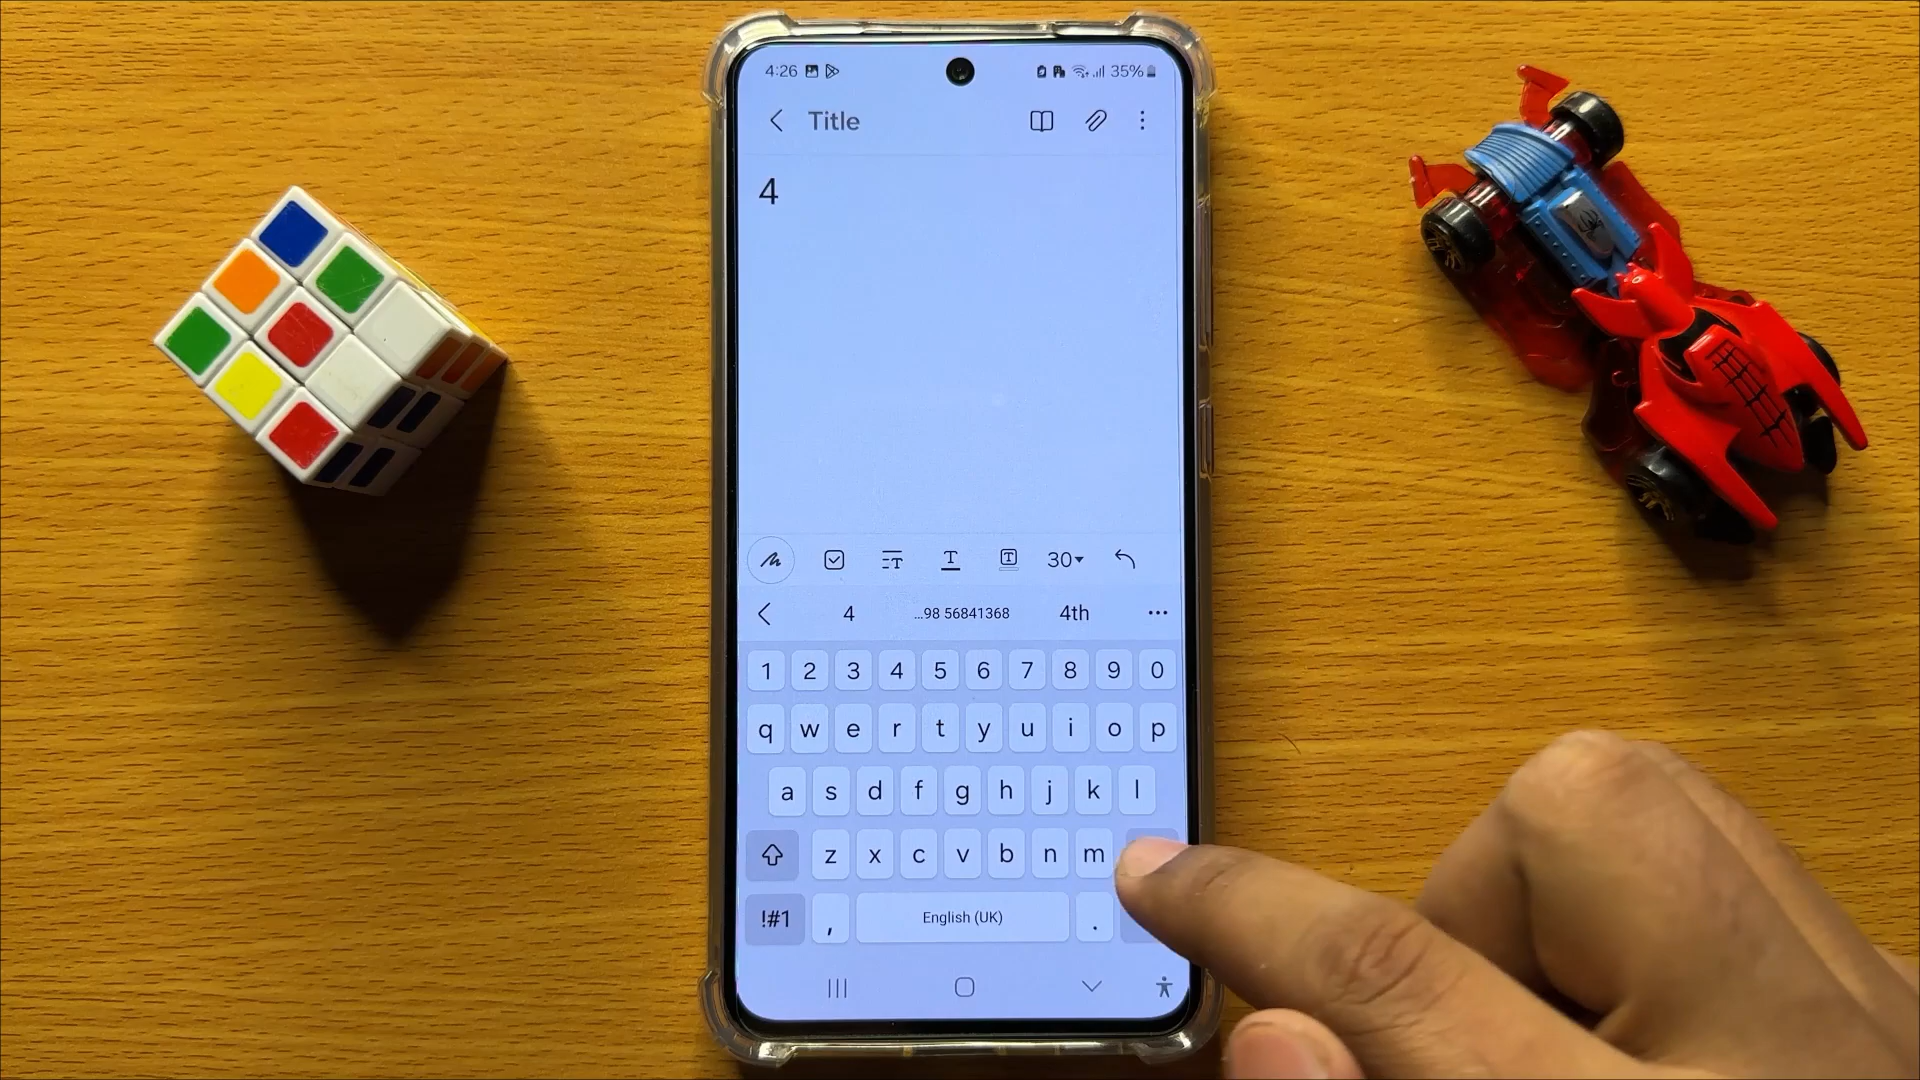 4:26 35%
Title
4
30
4 ...98 56841368 4th ...
1 2 3 4 5 6 7 8 9 0
q w e r t y u i o p
a s d f g h j k l
z x c v b n m
!#1 , English (UK) .